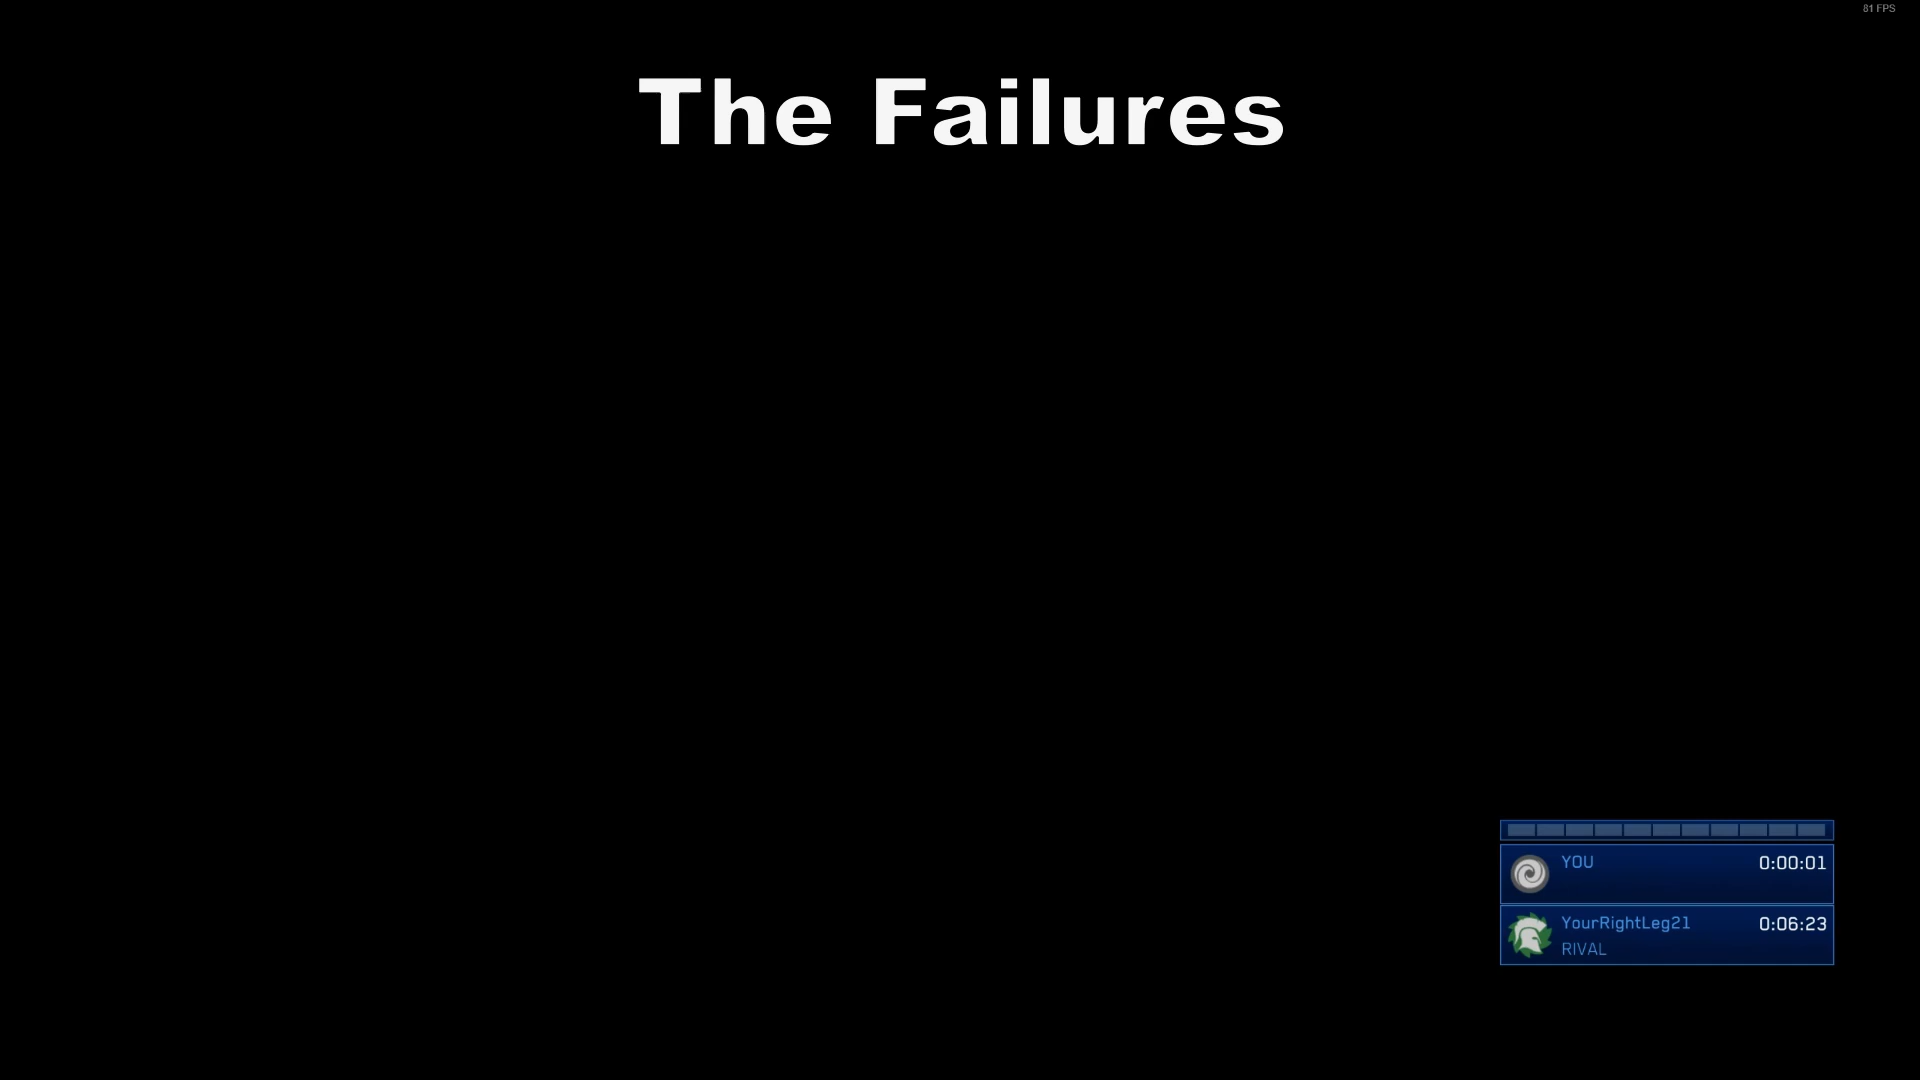 81 FPS
The Failures
YOU 0:00:01
YourRightLeg21 0:06:23
RIVAL